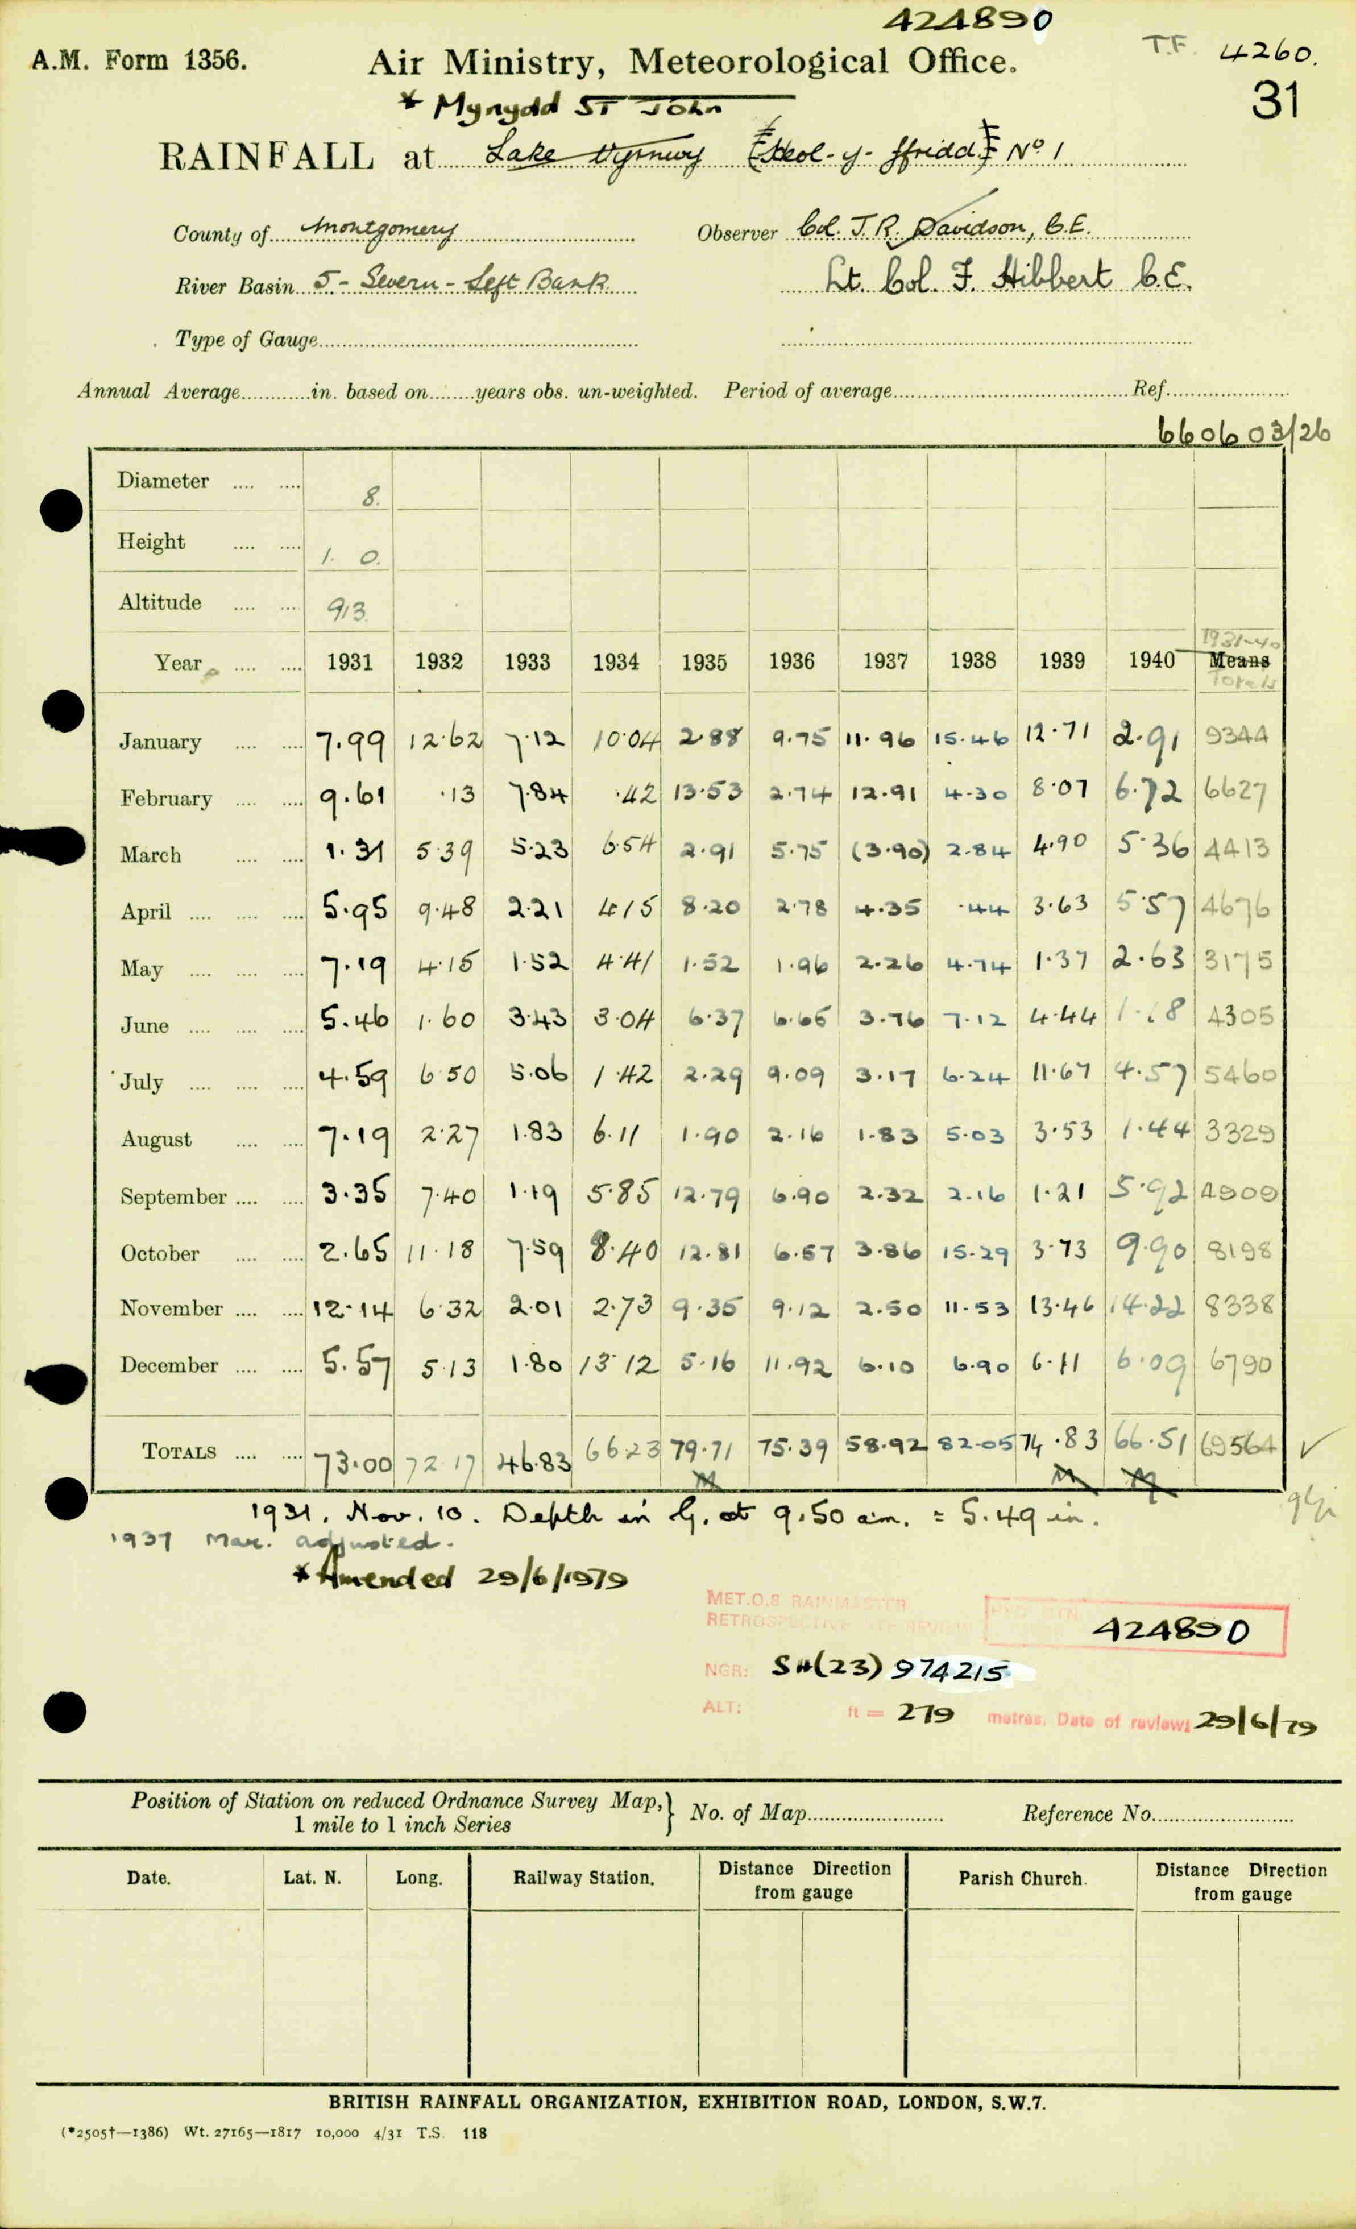 424890
A.M. Form 1356.
Air Ministry, Meteorological Office.
T.F. 4260.
31
* Mynydd ST John
RAINFALL at Lake Vyrnwy (Heol-y-ffridd) No 1
County of Montgomery
Observer Col. J.R. Davidson, C.E.
River Basin 5 - Severn - Left Bank
Lt. Col. F. Hibbert C.E.
Type of Gauge
Annual Average in. based on years obs. un-weighted. Period of average Ref.
660603/26
Diameter 8.
Height 1. 0.
Altitude 913.
1931-40
Year 1931 1932 1933 1934 1935 1936 1937 1938 1939 1940 Means
Totals
January 7.99 12.62 7.12 10.04 2.88 9.75 11.96 15.46 12.71 2.91 9344
February 9.61 .13 7.84 .42 13.53 2.74 12.91 4.30 8.07 6.72 6627
March 1.31 5.39 5.23 6.54 2.91 5.75 (3.90) 2.84 4.90 5.36 4413
April 5.95 9.48 2.21 4.15 8.20 2.78 4.35 .44 3.63 5.57 4676
May 7.19 4.15 1.52 4.41 1.52 1.96 2.26 4.74 1.37 2.63 3175
June 5.46 1.60 3.43 3.04 6.37 6.65 3.76 7.12 4.44 1.18 4305
July 4.59 6.50 5.06 1.42 2.29 9.09 3.17 6.24 11.67 4.57 5460
August 7.19 2.27 1.83 6.11 1.90 2.16 1.83 5.03 3.53 1.44 3329
September 3.35 7.40 1.19 5.85 12.79 6.90 2.32 2.16 1.21 5.92 4909
October 2.65 11.18 7.59 8.40 12.81 6.57 3.86 15.29 3.73 9.90 8198
November 12.14 6.32 2.01 2.73 9.35 9.12 2.50 11.53 13.46 14.22 8338
December 5.57 5.13 1.80 13.12 5.16 11.92 6.10 6.90 6.11 6.09 6790
TOTALS 73.00 72.17 46.83 66.23 79.71 75.39 58.92 82.05 74.83 66.51 69564 ✓
M M M
1931. Nov. 10. Depth in G. at 9.50 am. = 5.49 in.
1937 Mar. adjusted.
* Amended 29/6/1979
MET.O.8 RAINMASTER
RETROSPECTIVE SITE REVIEW
424890
NGR: SH(23) 974215
ALT: ft = 279 metres. Date of review: 29/6/79
Position of Station on reduced Ordnance Survey Map,
1 mile to 1 inch Series
No. of Map
Reference No.
Date. Lat. N. Long. Railway Station. Distance Direction from gauge Parish Church. Distance Direction from gauge
BRITISH RAINFALL ORGANIZATION, EXHIBITION ROAD, LONDON, S.W.7.
(*2505†—1386) Wt. 27165—1817 10,000 4/31 T.S. 118